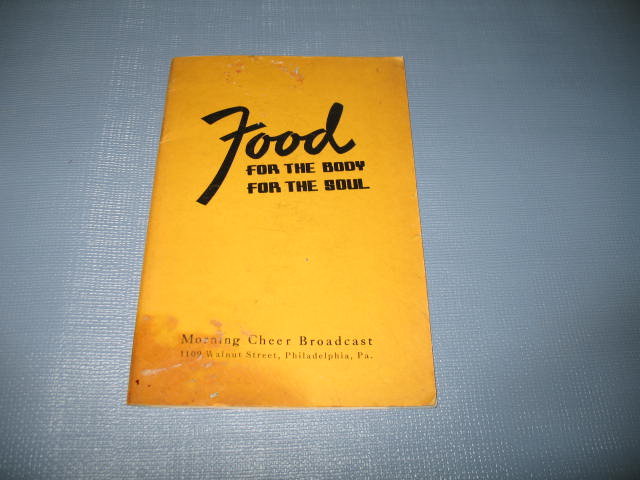 Food
FOR THE BODY
FOR THE SOUL
Morning Cheer Broadcast
1109 Walnut Street, Philadelphia, Pa.